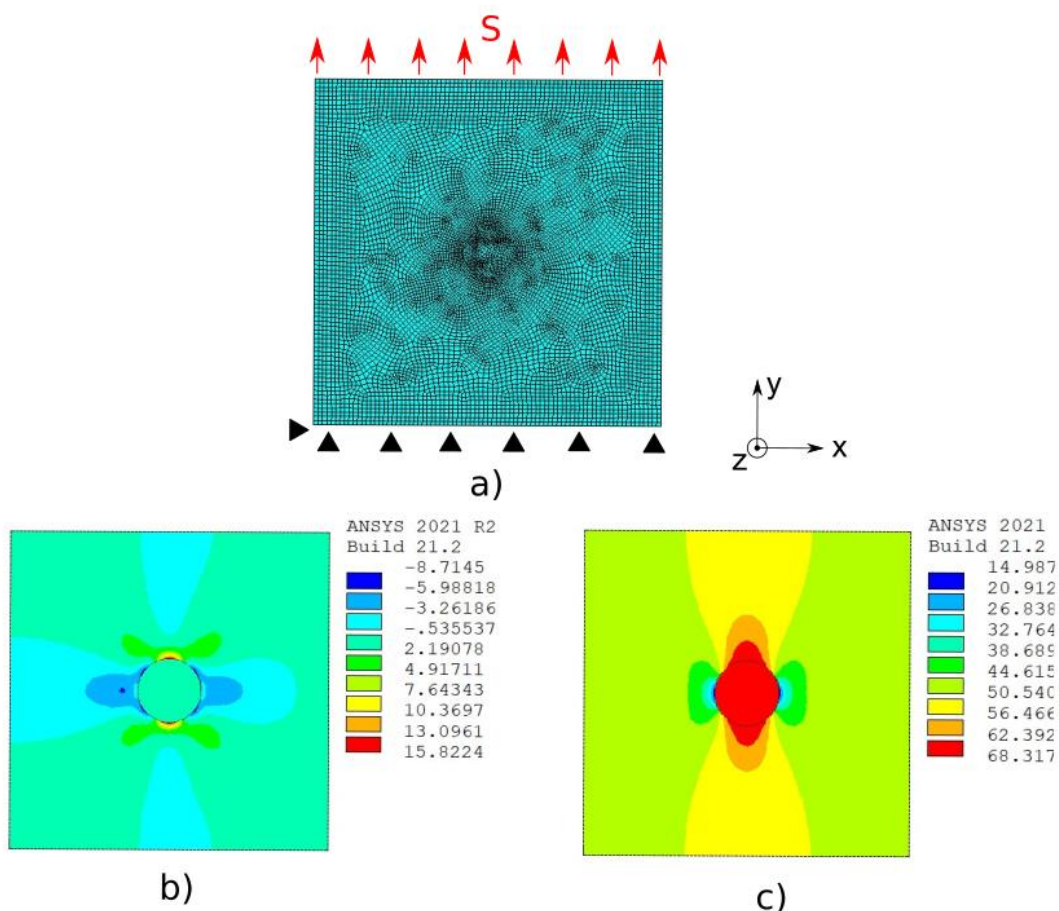 S
y
z
x
a)
ANSYS 2021 R2
Build 21.2
-8.7145
-5.98818
-3.26186
-.535537
2.19078
4.91711
7.64343
10.3697
13.0961
15.8224
b)
ANSYS 2021
Build 21.2
14.987
20.912
26.838
32.764
38.689
44.615
50.540
56.466
62.392
68.317
c)